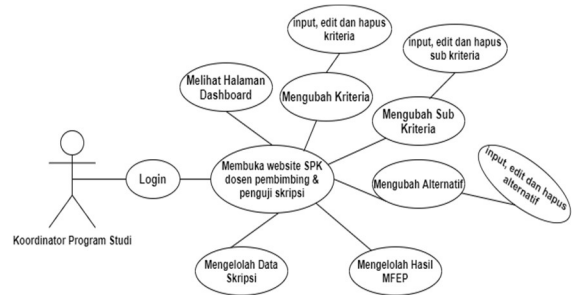 input, edit dan hapus
kriteria
input, edit dan hapus
sub kriteria
Melihat Halaman
Dashboard
Mengubah Kriteria
Mengubah Sub
Kriteria
input, edit dan hapus
alternatif
Membuka website SPK
dosen pembimbing &
penguji skripsi
Login
Mengubah Alternatif
Koordinator Program Studi
Mengelolah Data
Skripsi
Mengelolah Hasil
MFEP